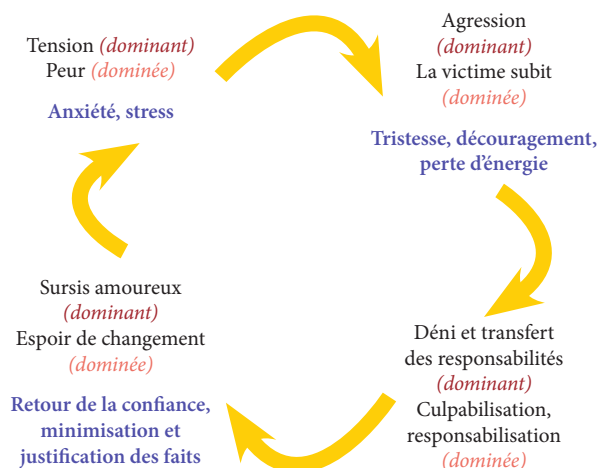 Tension (dominant)
Peur (dominée)
Anxiété, stress
Agression
(dominant)
La victime subit
(dominée)
Tristesse, découragement,
perte d'énergie
Déni et transfert
des responsabilités
(dominant)
Culpabilisation,
responsabilisation
(dominée)
Sursis amoureux
(dominant)
Espoir de changement
(dominée)
Retour de la confiance,
minimisation et
justification des faits